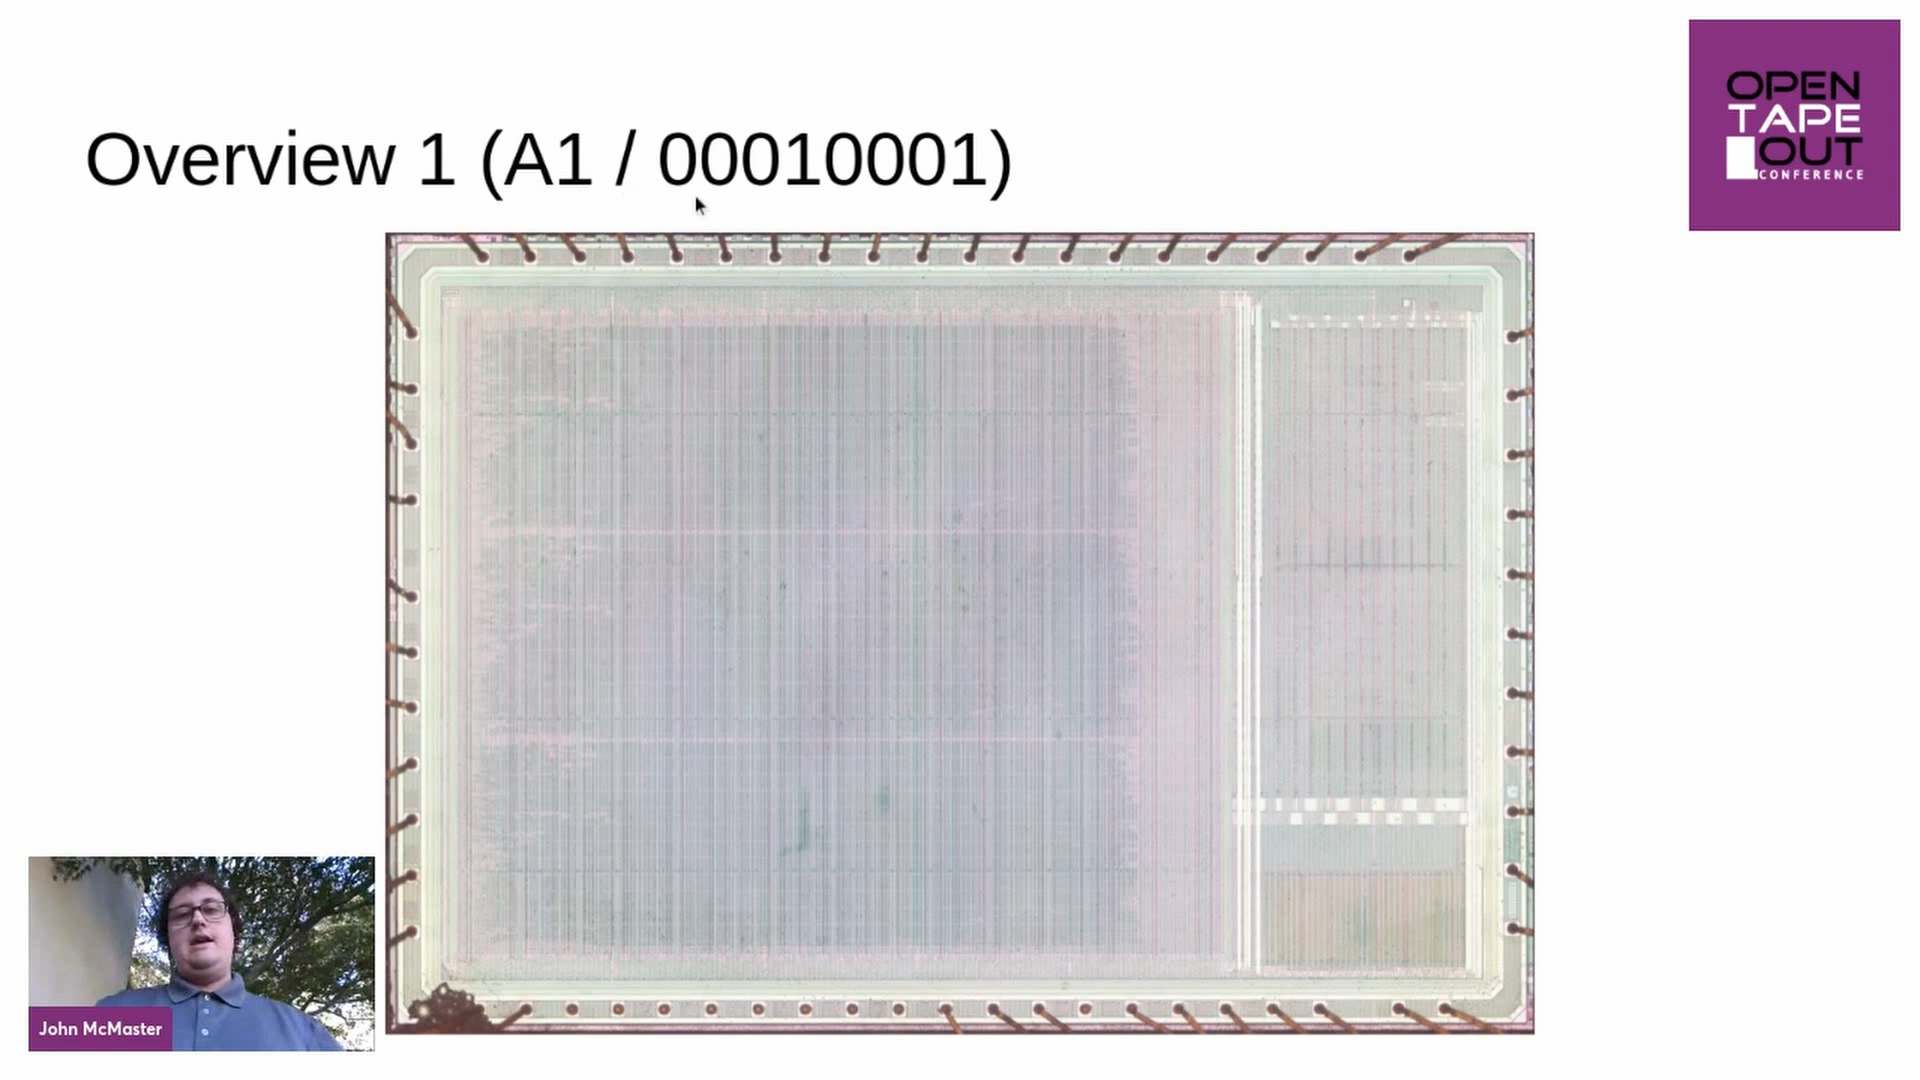 Overview 1 (A1 / 00010001)
OPEN
TAPE
OUT
CONFERENCE
John McMaster